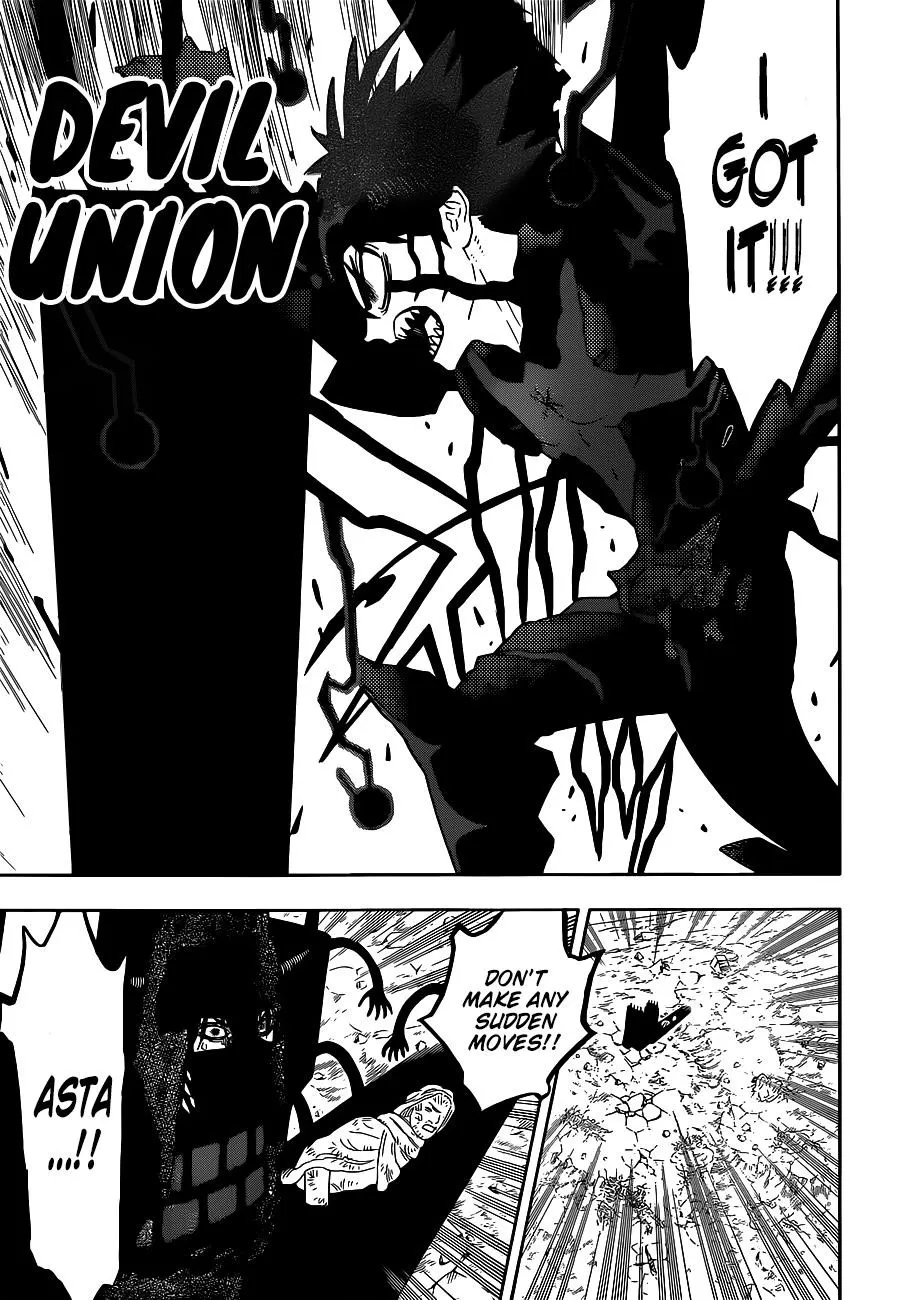 I
GOT
IT!!!
DEVIL
UNION
DON'T
MAKE ANY
SUDDEN
MOVES!!
ASTA
....!!